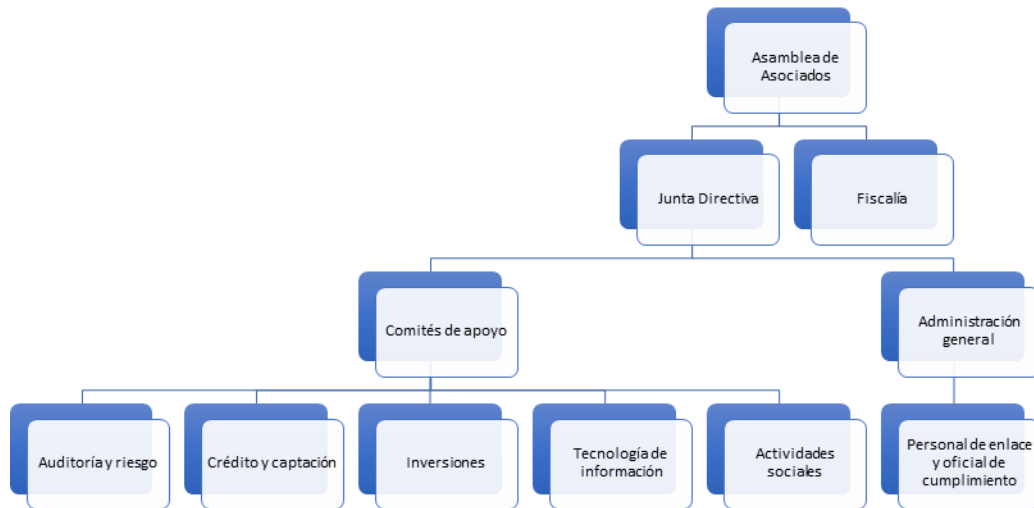 Asamblea de
Asociados
Junta Directiva
Fiscalía
Comités de apoyo
Administración
general
Auditoría y riesgo
Crédito y captación
Inversiones
Tecnología de
información
Actividades
sociales
Personal de enlace
y oficial de
cumplimiento